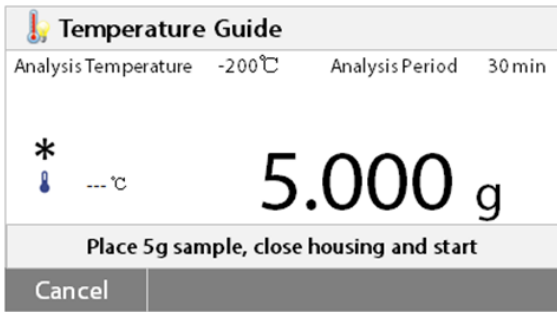 Temperature Guide
Analysis Temperature -200℃ Analysis Period 30 min
*
--- ℃ 5.000 g
Place 5g sample, close housing and start
Cancel